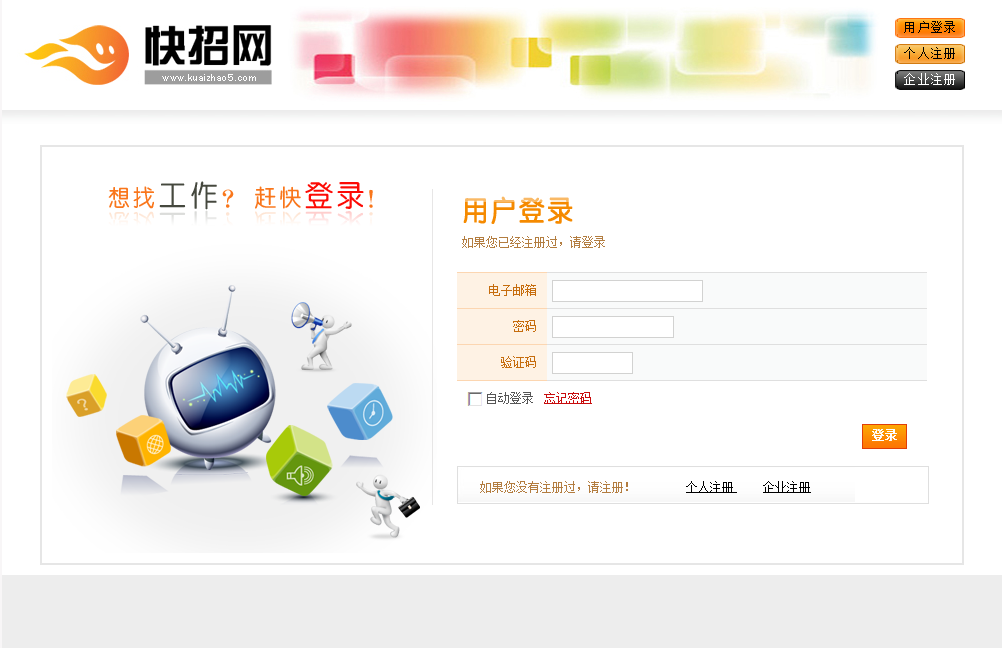 快招网
www.kuaizhao5.com
用户登录
个人注册
企业注册
想找工作? 赶快登录!
用户登录
如果您已经注册过，请登录
电子邮箱
密码
验证码
自动登录 忘记密码
登录
如果您没有注册过，请注册! 个人注册 企业注册
?